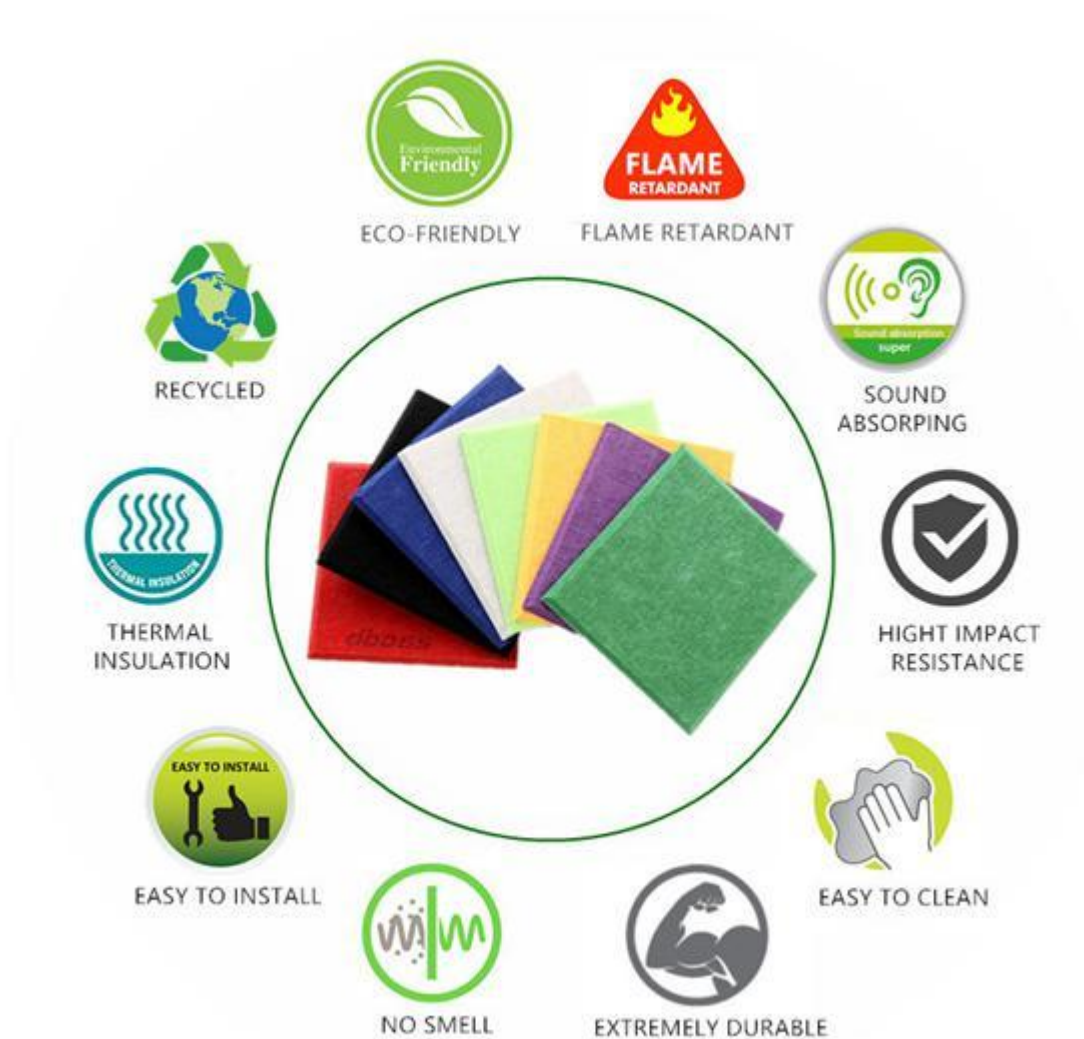 Environmental
Friendly
ECO-FRIENDLY
FLAME
RETARDANT
FLAME RETARDANT
RECYCLED
Sound absorption
super
SOUND
ABSORPING
THERMAL INSULATION
THERMAL
INSULATION
HIGHT IMPACT
RESISTANCE
EASY TO INSTALL
EASY TO INSTALL
EASY TO CLEAN
NO SMELL
EXTREMELY DURABLE